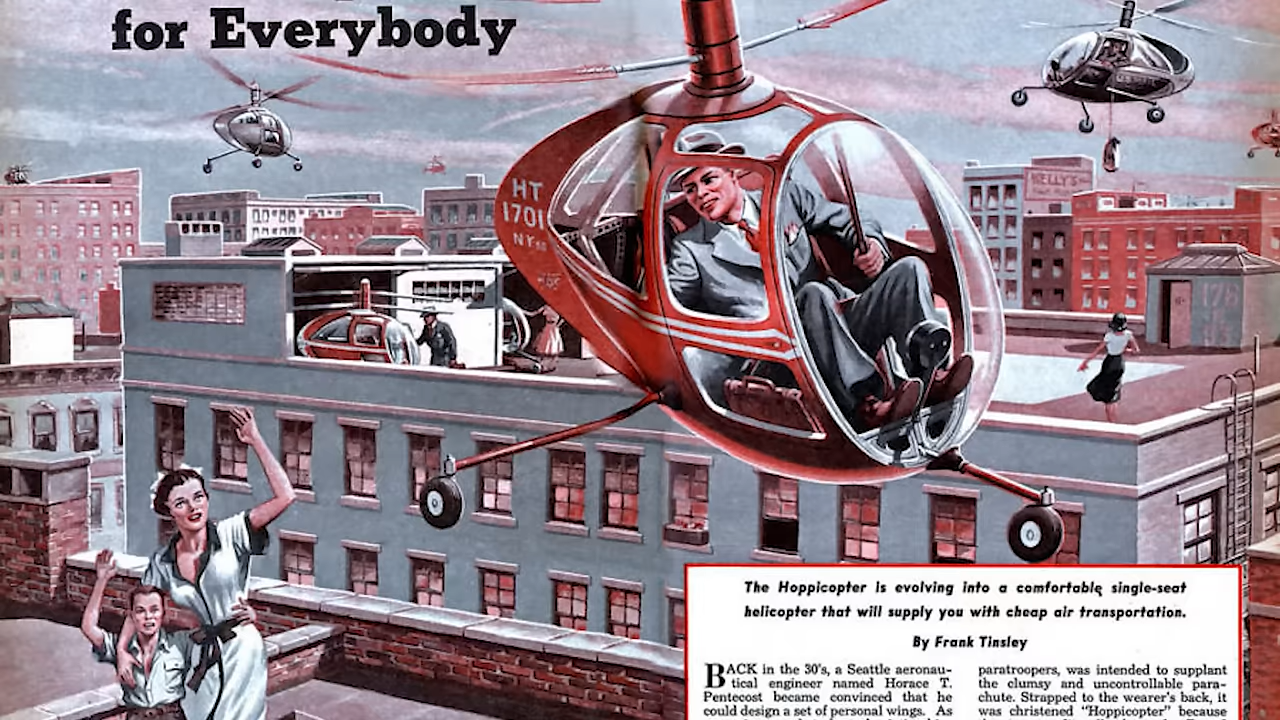 for Everybody
HT
1701
NY
KELLY'S
176
The Hoppicopter is evolving into a comfortable single-seat
helicopter that will supply you with cheap air transportation.
By Frank Tinsley
BACK in the 30's, a Seattle aeronau-
tical engineer named Horace T.
Pentecost became convinced that he
could design a set of personal wings. As
paratroopers, was intended to supplant
the clumsy and uncontrollable para-
chute. Strapped to the wearer's back, it
was christened "Hoppicopter" because